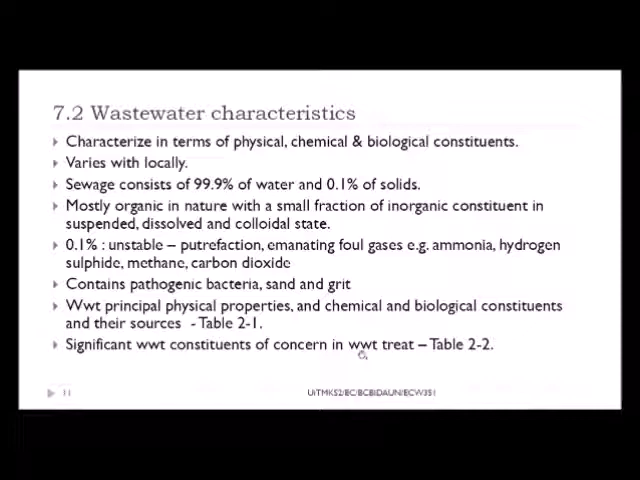 7.2 Wastewater characteristics
Characterize in terms of physical, chemical & biological constituents.
Varies with locally.
Sewage consists of 99.9% of water and 0.1% of solids.
Mostly organic in nature with a small fraction of inorganic constituent in
suspended, dissolved and colloidal state.
0.1% : unstable – putrefaction, emanating foul gases e.g. ammonia, hydrogen
sulphide, methane, carbon dioxide
Contains pathogenic bacteria, sand and grit
Wwt principal physical properties, and chemical and biological constituents
and their sources - Table 2-1.
Significant wwt constituents of concern in wwt treat – Table 2-2.
11
UiTMKS2/EC/BCBIDAUN/ECW351